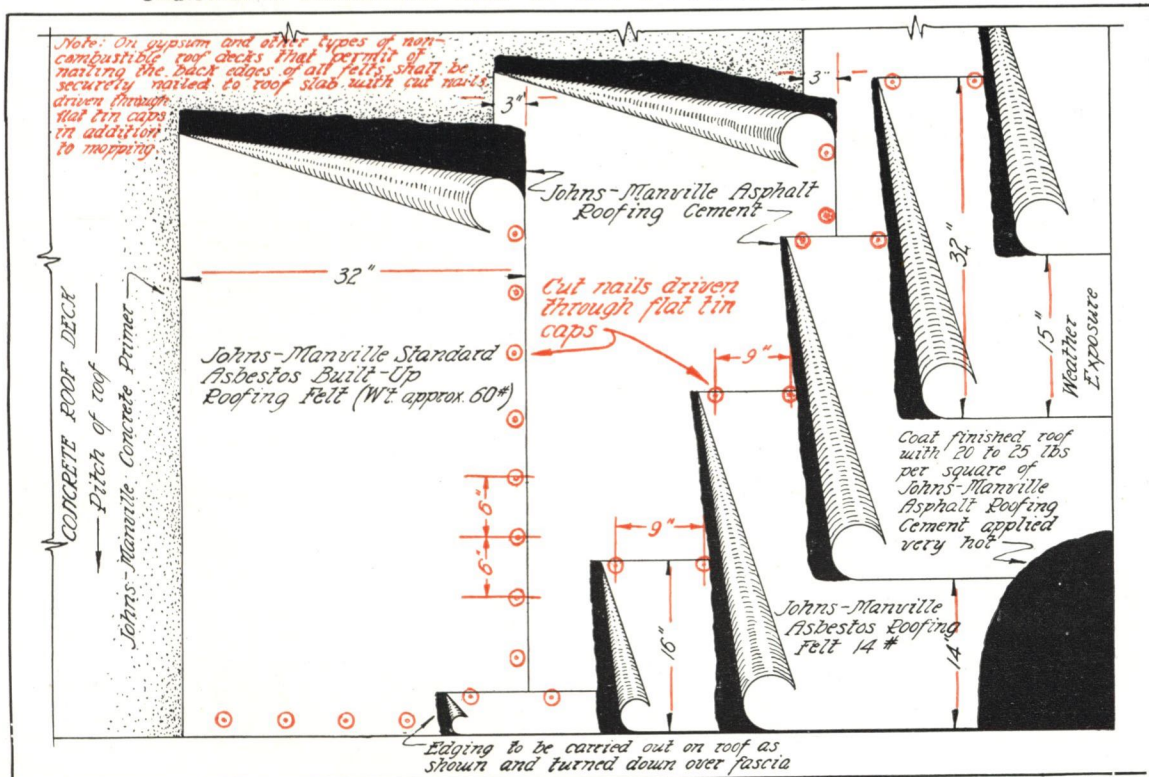 Note: On gypsum and other types of non-
combustible roof decks that permit of
nailing the back edges of all felts shall be
securely nailed to roof slab with cut nails
driven through
flat tin caps
in addition
to mopping.
3"
3"
Johns-Manville Asphalt
Roofing Cement
32"
32"
15"
Weather
Exposure
CONCRETE ROOF DECK
Pitch of roof
Johns-Manville Concrete Primer
Cut nails driven
through flat tin
caps
Johns-Manville Standard
Asbestos Built-Up
Roofing Felt (Wt. approx. 60#)
9"
Coat finished roof
with 20 to 25 lbs
per square of
Johns-Manville
Asphalt Roofing
Cement applied
very hot
6"
6"
9"
16"
Johns-Manville
Asbestos Roofing
Felt 14#
14"
Edging to be carried out on roof as
shown and turned down over fascia